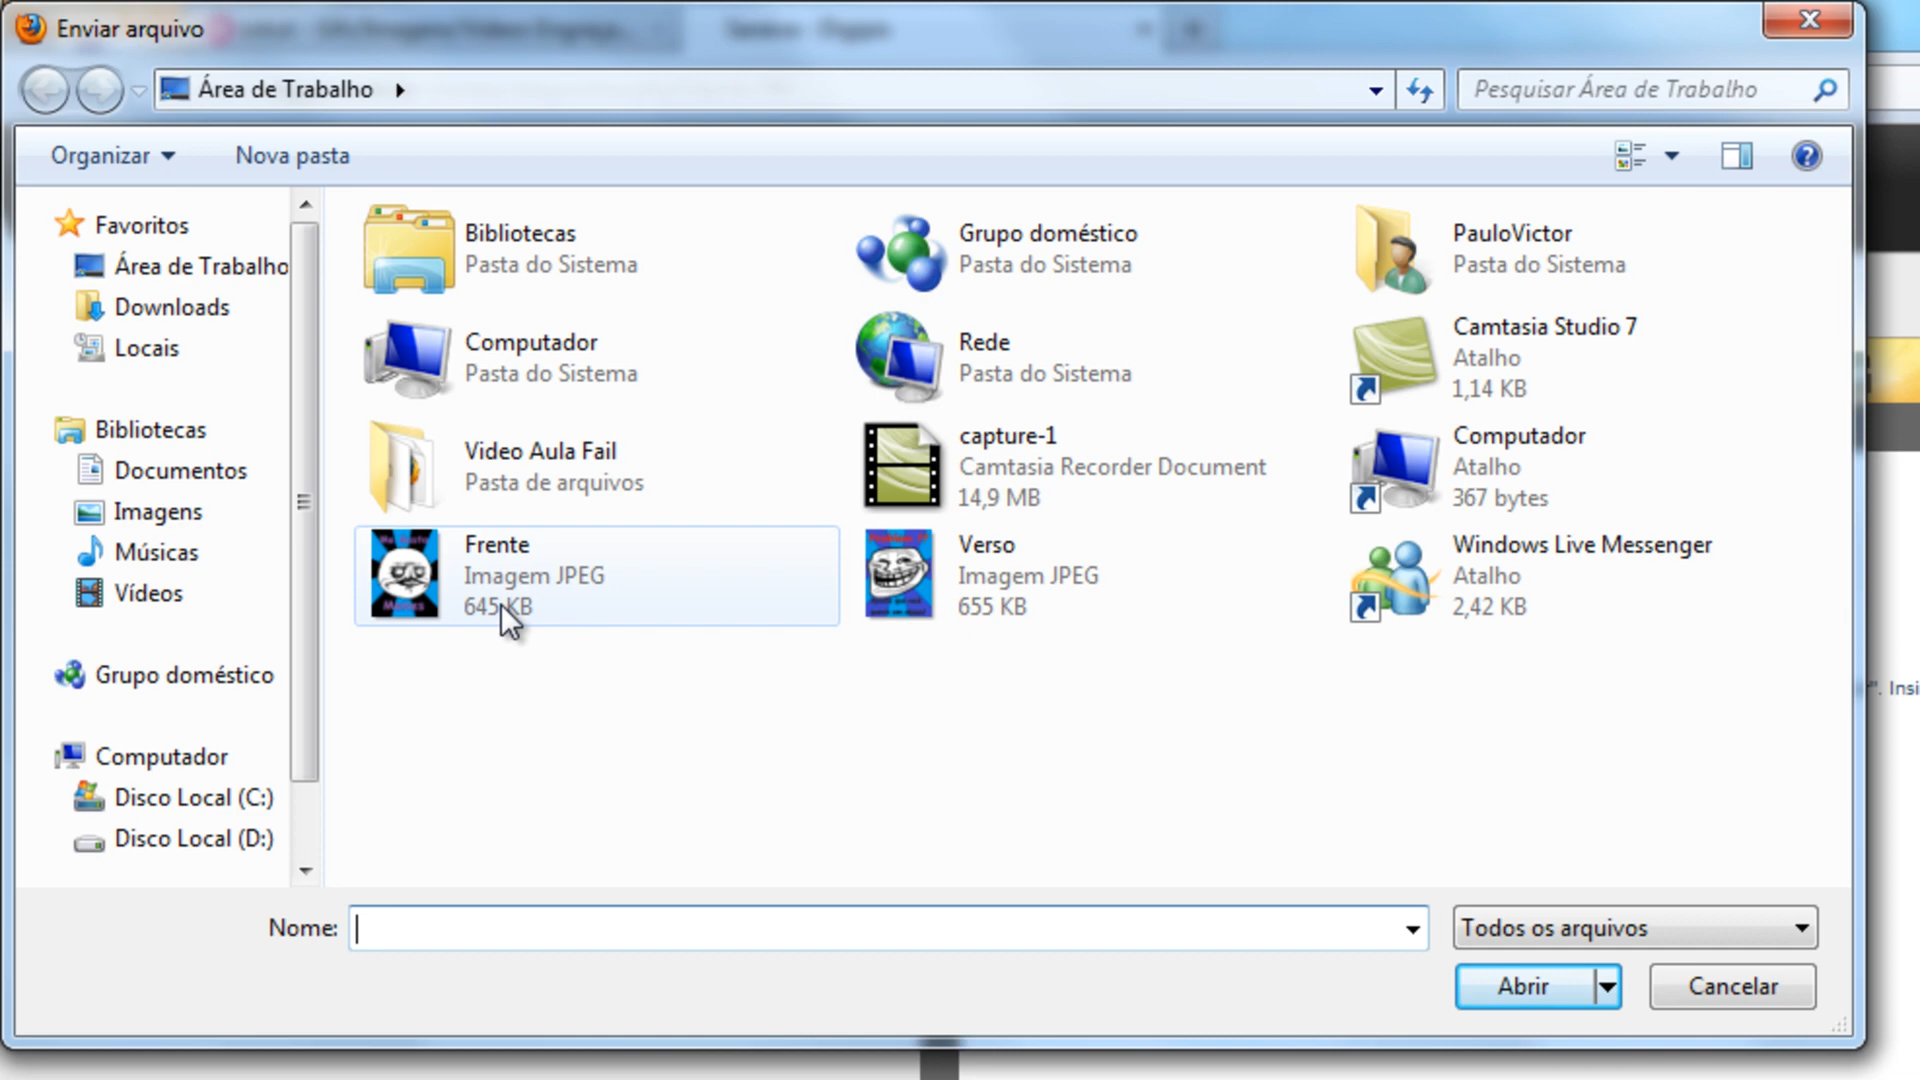 Enviar arquivo
Área de Trabalho
Pesquisar Área de Trabalho
Organizar
Nova pasta
Favoritos
Área de Trabalho
Downloads
Locais
Bibliotecas
Documentos
Imagens
Músicas
Vídeos
Grupo doméstico
Computador
Disco Local (C:)
Disco Local (D:)
Bibliotecas
Pasta do Sistema
Grupo doméstico
Pasta do Sistema
PauloVictor
Pasta do Sistema
Computador
Pasta do Sistema
Rede
Pasta do Sistema
Camtasia Studio 7
Atalho
1,14 KB
Video Aula Fail
Pasta de arquivos
capture-1
Camtasia Recorder Document
14,9 MB
Computador
Atalho
367 bytes
Frente
Imagem JPEG
645 KB
Verso
Imagem JPEG
655 KB
Windows Live Messenger
Atalho
2,42 KB
". Insi
Nome:
Todos os arquivos
Abrir
Cancelar